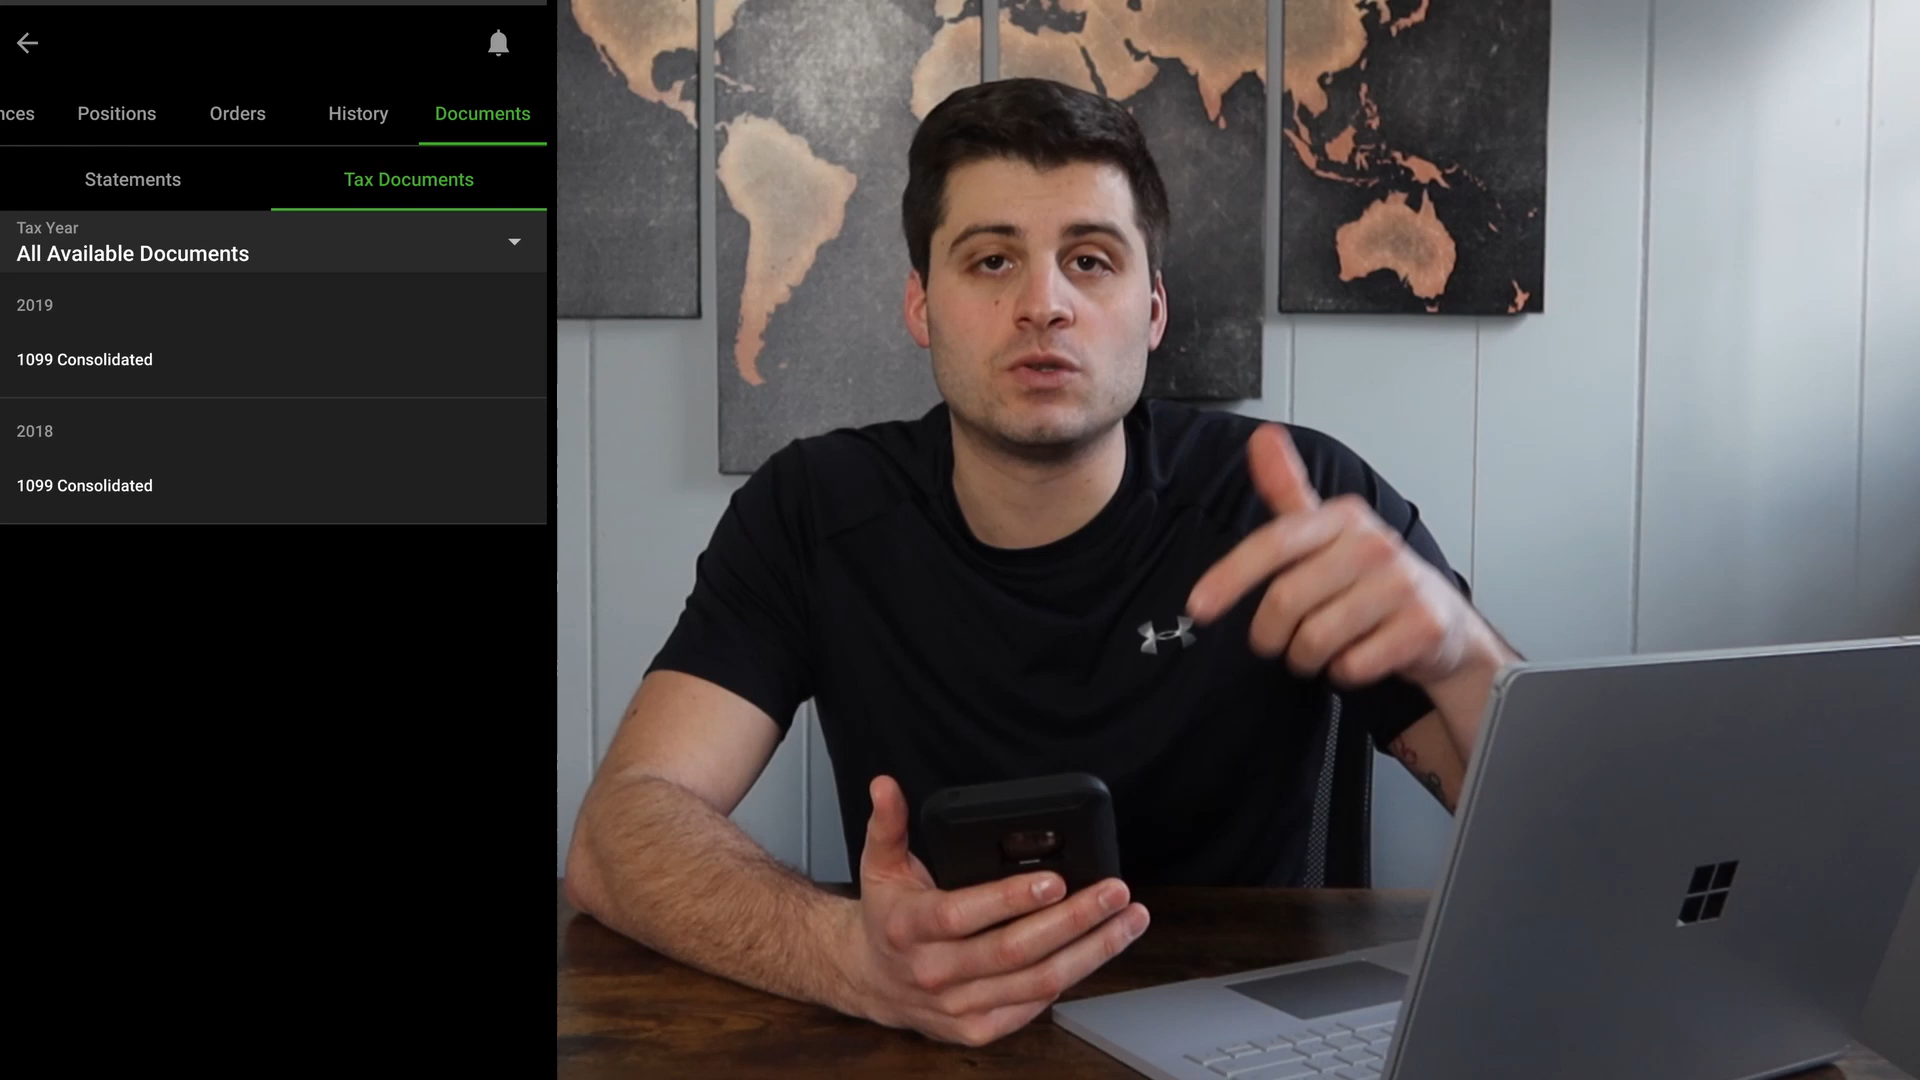 nces Positions Orders History Documents
Statements Tax Documents
Tax Year
All Available Documents
2019
1099 Consolidated
2018
1099 Consolidated